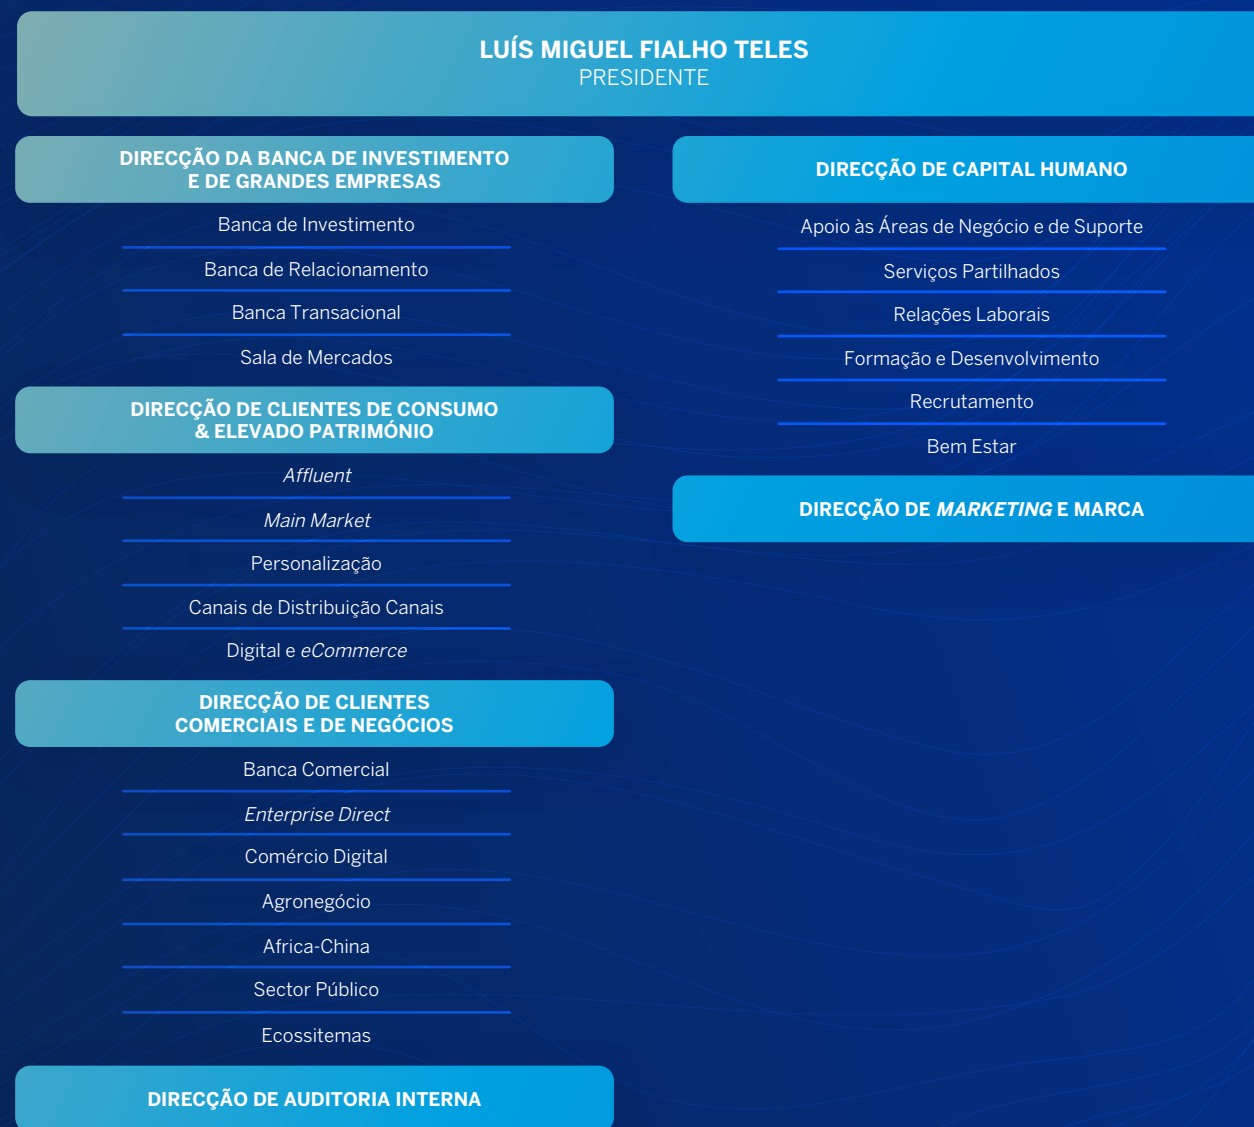 LUÍS MIGUEL FIALHO TELES
PRESIDENTE
DIRECÇÃO DA BANCA DE INVESTIMENTO
E DE GRANDES EMPRESAS
Banca de Investimento
Banca de Relacionamento
Banca Transacional
Sala de Mercados
DIRECÇÃO DE CLIENTES DE CONSUMO
& ELEVADO PATRIMÓNIO
Affluent
Main Market
Personalização
Canais de Distribuição Canais
Digital e eCommerce
DIRECÇÃO DE CLIENTES
COMERCIAIS E DE NEGÓCIOS
Banca Comercial
Enterprise Direct
Comércio Digital
Agronegócio
Africa-China
Sector Público
Ecossitemas
DIRECÇÃO DE AUDITORIA INTERNA
DIRECÇÃO DE CAPITAL HUMANO
Apoio às Áreas de Negócio e de Suporte
Serviços Partilhados
Relações Laborais
Formação e Desenvolvimento
Recrutamento
Bem Estar
DIRECÇÃO DE MARKETING E MARCA